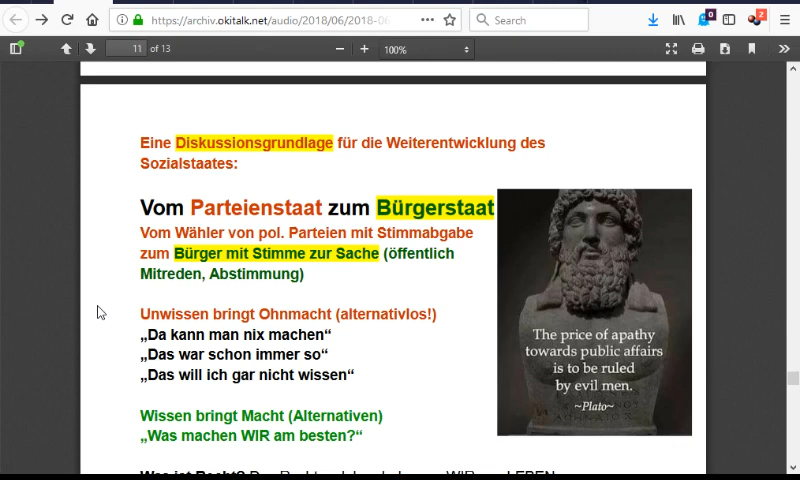 https://archiv.okitalk.net/audio/2018/06/2018-06
Search
0
2
11 of 13
100%
Eine Diskussionsgrundlage für die Weiterentwicklung des
Sozialstaates:
Vom Parteienstaat zum Bürgerstaat
Vom Wähler von pol. Parteien mit Stimmabgabe
zum Bürger mit Stimme zur Sache (öffentlich
Mitreden, Abstimmung)
Unwissen bringt Ohnmacht (alternativlos!)
„Da kann man nix machen“
„Das war schon immer so“
„Das will ich gar nicht wissen“
Wissen bringt Macht (Alternativen)
„Was machen WIR am besten?“
The price of apathy
towards public affairs
is to be ruled
by evil men.
~Plato~